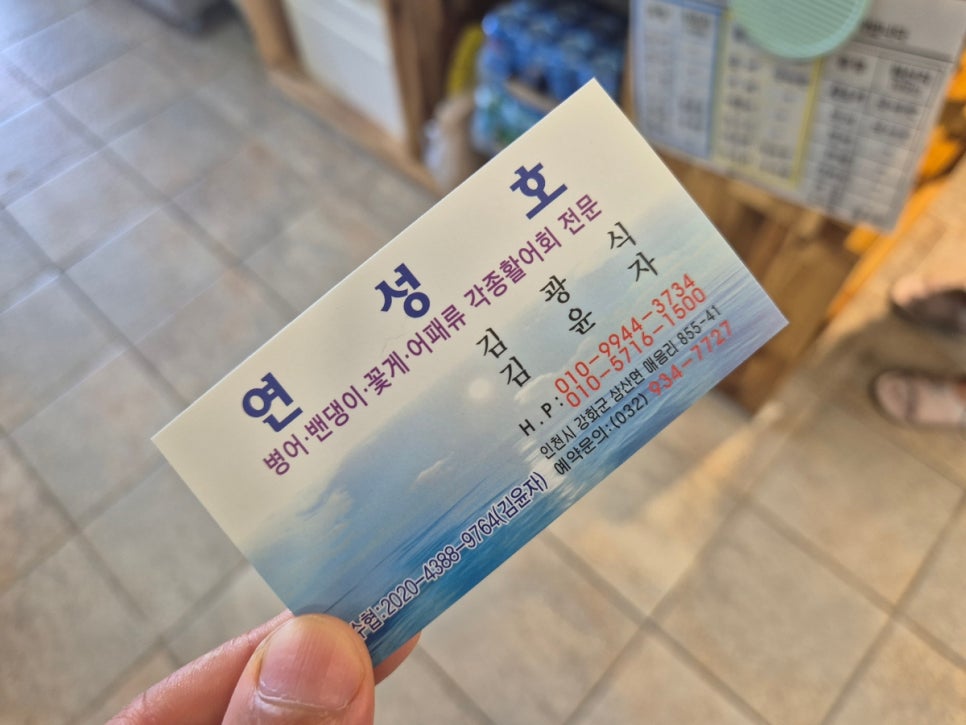 연 성 호
병어·밴댕이·꽃게·어패류 각종활어회 전문
김 광 식
김 윤 자
H.P: 010-9944-3734
010-5716-1500
인천시 강화군 삼산면 매음리 855-41
예약문의:(032) 934-7727
수협:2020-4388-9764(김윤자)